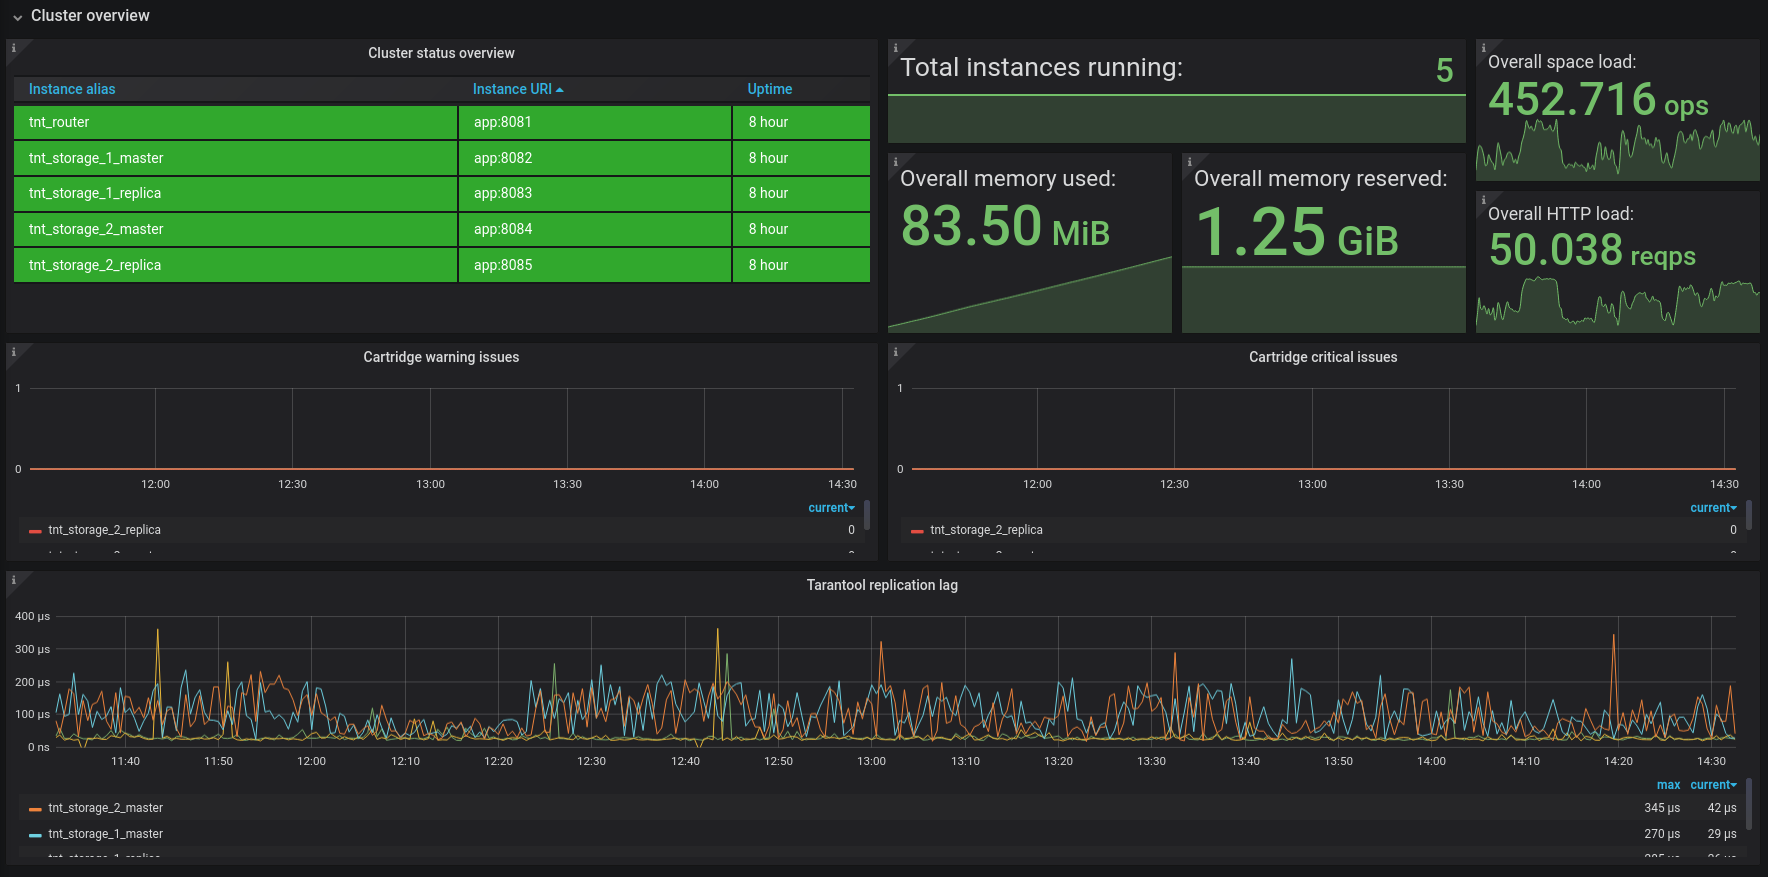 Cluster overview
Cluster status overview
Instance alias Instance URI Uptime
tnt_router app:8081 8 hour
tnt_storage_1_master app:8082 8 hour
tnt_storage_1_replica app:8083 8 hour
tnt_storage_2_master app:8084 8 hour
tnt_storage_2_replica app:8085 8 hour
Total instances running: 5
Overall memory used:
83.50 MiB
Overall memory reserved:
1.25 GiB
Overall space load:
452.716 ops
Overall HTTP load:
50.038 reqps
Cartridge warning issues
1
0
12:00 12:30 13:00 13:30 14:00 14:30
current
tnt_storage_2_replica 0
Cartridge critical issues
1
0
12:00 12:30 13:00 13:30 14:00 14:30
current
tnt_storage_2_replica 0
Tarantool replication lag
400 µs
300 µs
200 µs
100 µs
0 ns
11:40 11:50 12:00 12:10 12:20 12:30 12:40 12:50 13:00 13:10 13:20 13:30 13:40 13:50 14:00 14:10 14:20 14:30
max current
tnt_storage_2_master 345 µs 42 µs
tnt_storage_1_master 270 µs 29 µs